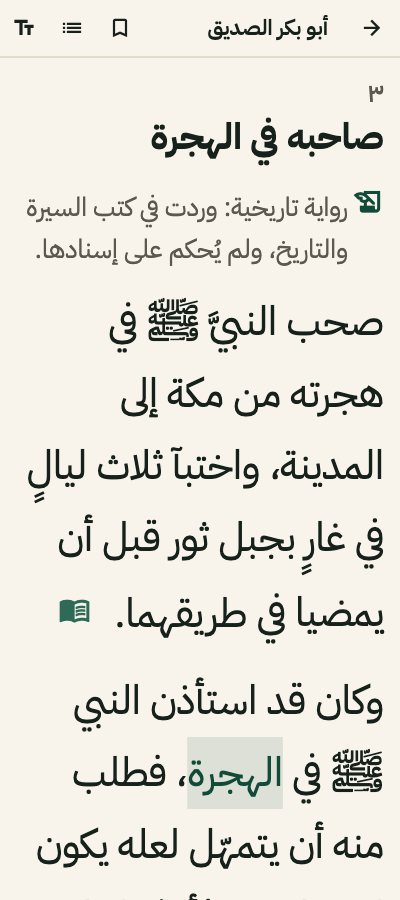 أبو بكر الصديق
٣
صاحبه في الهجرة
رواية تاريخية: وردت في كتب السيرة
والتاريخ، ولم يُحكم على إسنادها.
صحب النبيَّ ﷺ في
هجرته من مكة إلى
المدينة، واختبآ ثلاث ليالٍ
في غارٍ بجبل ثور قبل أن
يمضيا في طريقهما.
وكان قد استأذن النبي
ﷺ في الهجرة، فطلب
منه أن يتمهّل لعله يكون